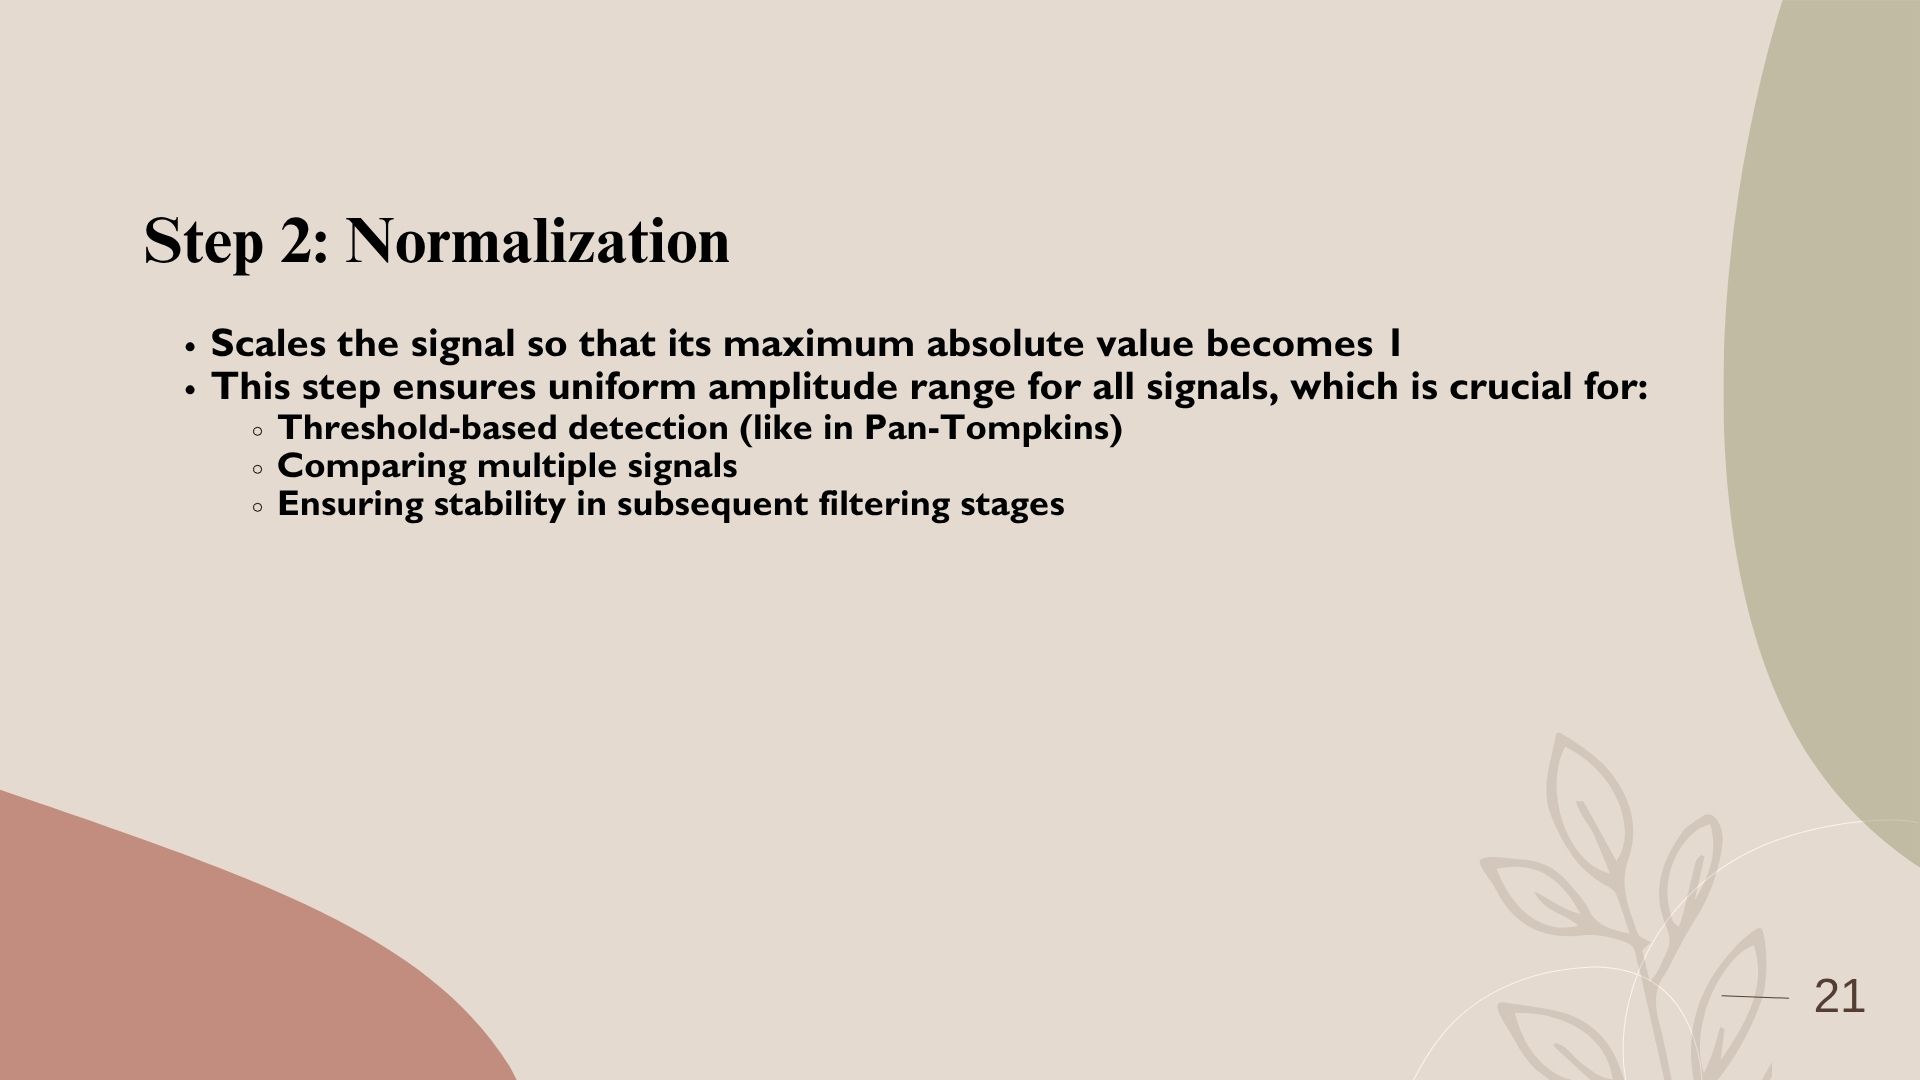 Step 2: Normalization
• Scales the signal so that its maximum absolute value becomes 1
• This step ensures uniform amplitude range for all signals, which is crucial for:
◦ Threshold-based detection (like in Pan-Tompkins)
◦ Comparing multiple signals
◦ Ensuring stability in subsequent filtering stages
21